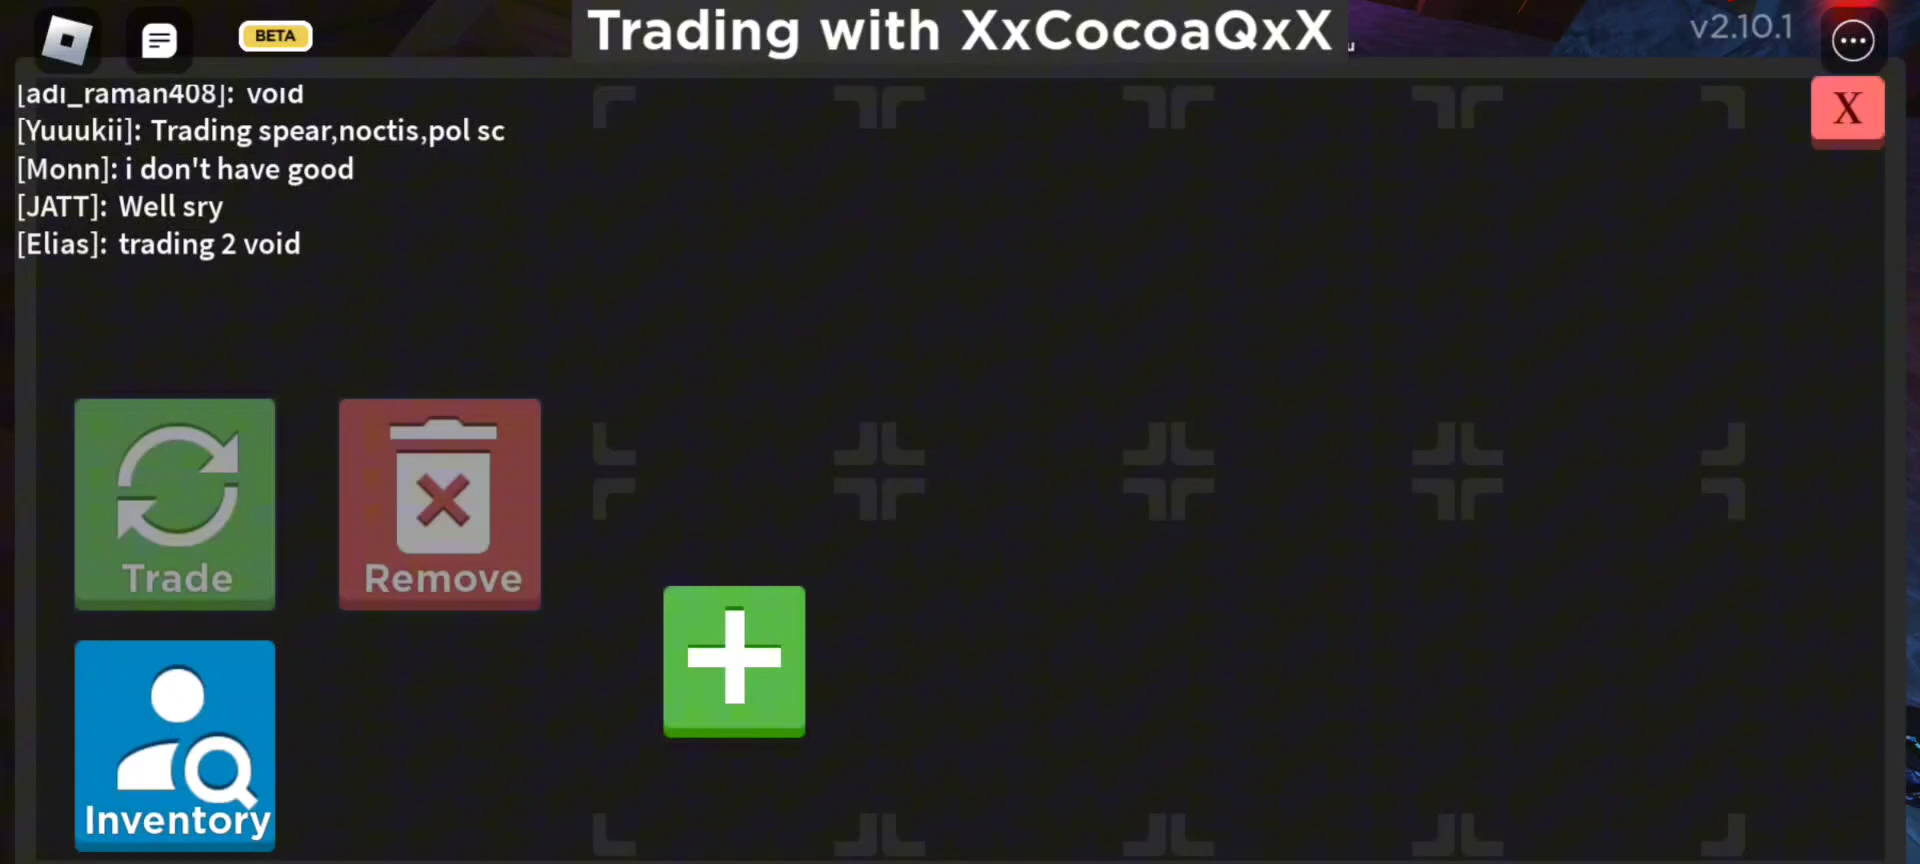 BETA
Trading with XxCocoaQxX
v2.10.1
[adi_raman408]: void
[Yuuukii]: Trading spear,noctis,pol sc
[Monn]: i don't have good
[JATT]: Well sry
[Elias]: trading 2 void
X
Trade
Remove
Inventory